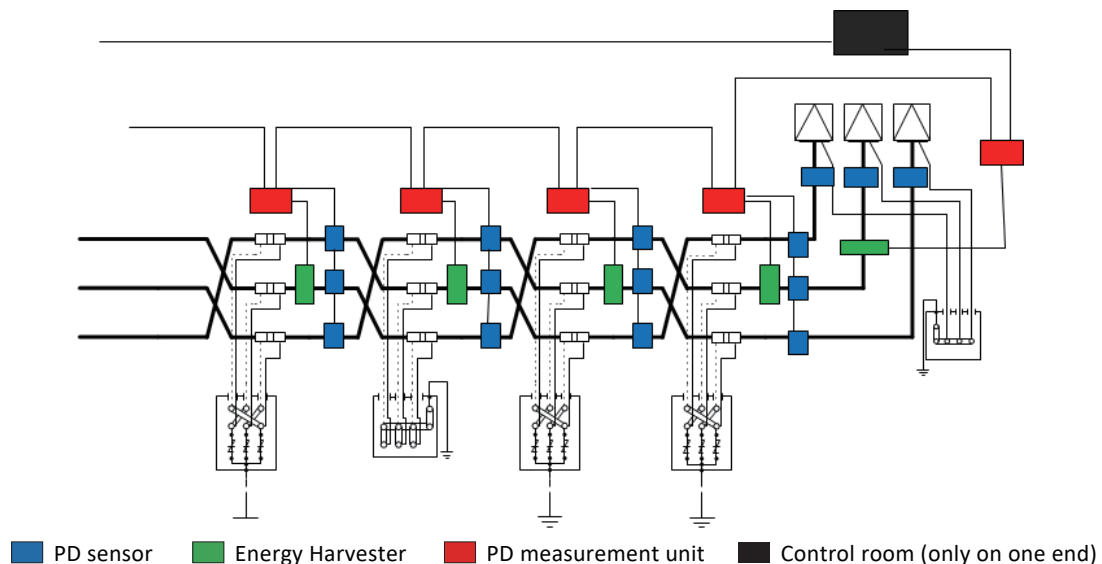 PD sensor Energy Harvester PD measurement unit Control room (only on one end)